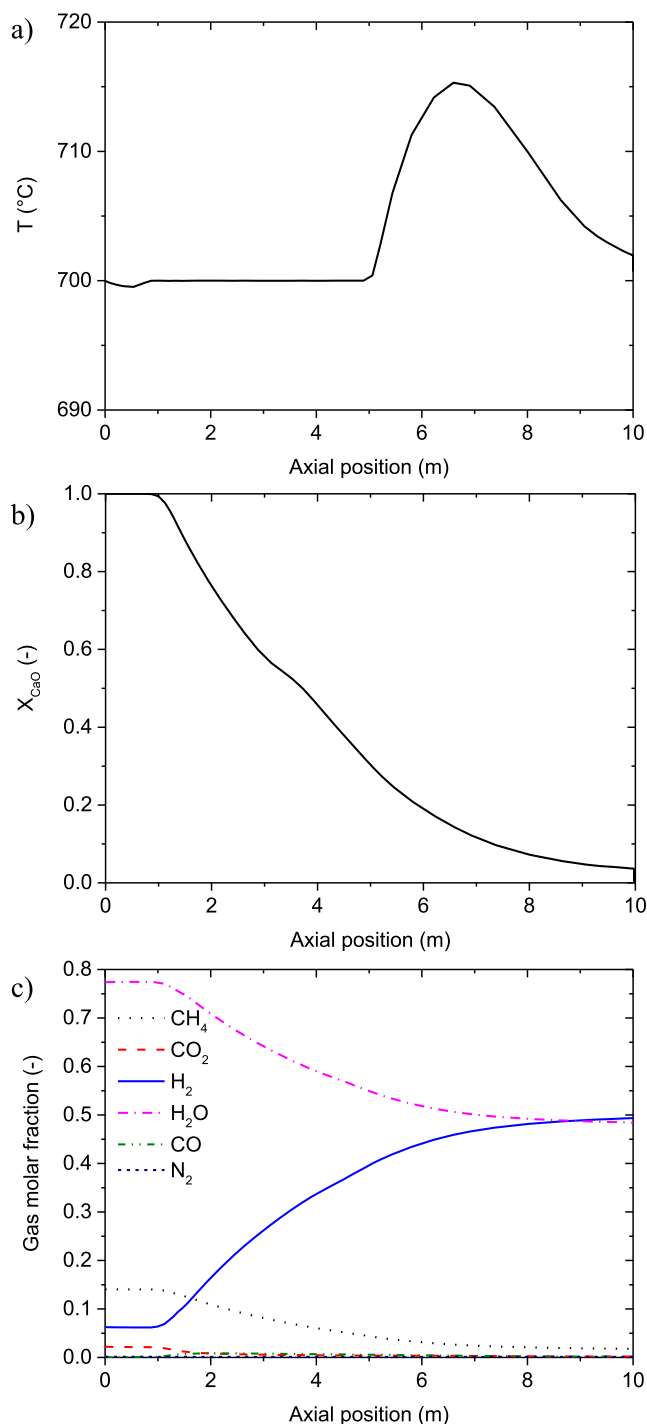 a)
720
710
700
690
T (°C)
0
2
4
6
8
10
Axial position (m)
b)
1.0
0.8
0.6
0.4
0.2
0.0
X_CaO (-)
0
2
4
6
8
10
Axial position (m)
c)
0.8
0.7
0.6
0.5
0.4
0.3
0.2
0.1
0.0
Gas molar fraction (-)
CH4
CO2
H2
H2O
CO
N2
0
2
4
6
8
10
Axial position (m)